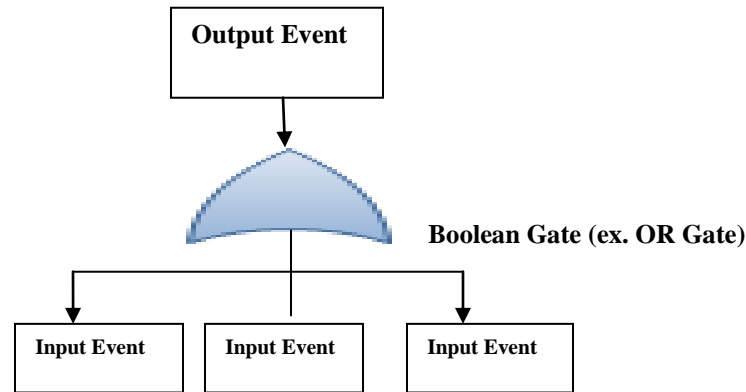 Output Event
Boolean Gate (ex. OR Gate)
Input Event
Input Event
Input Event